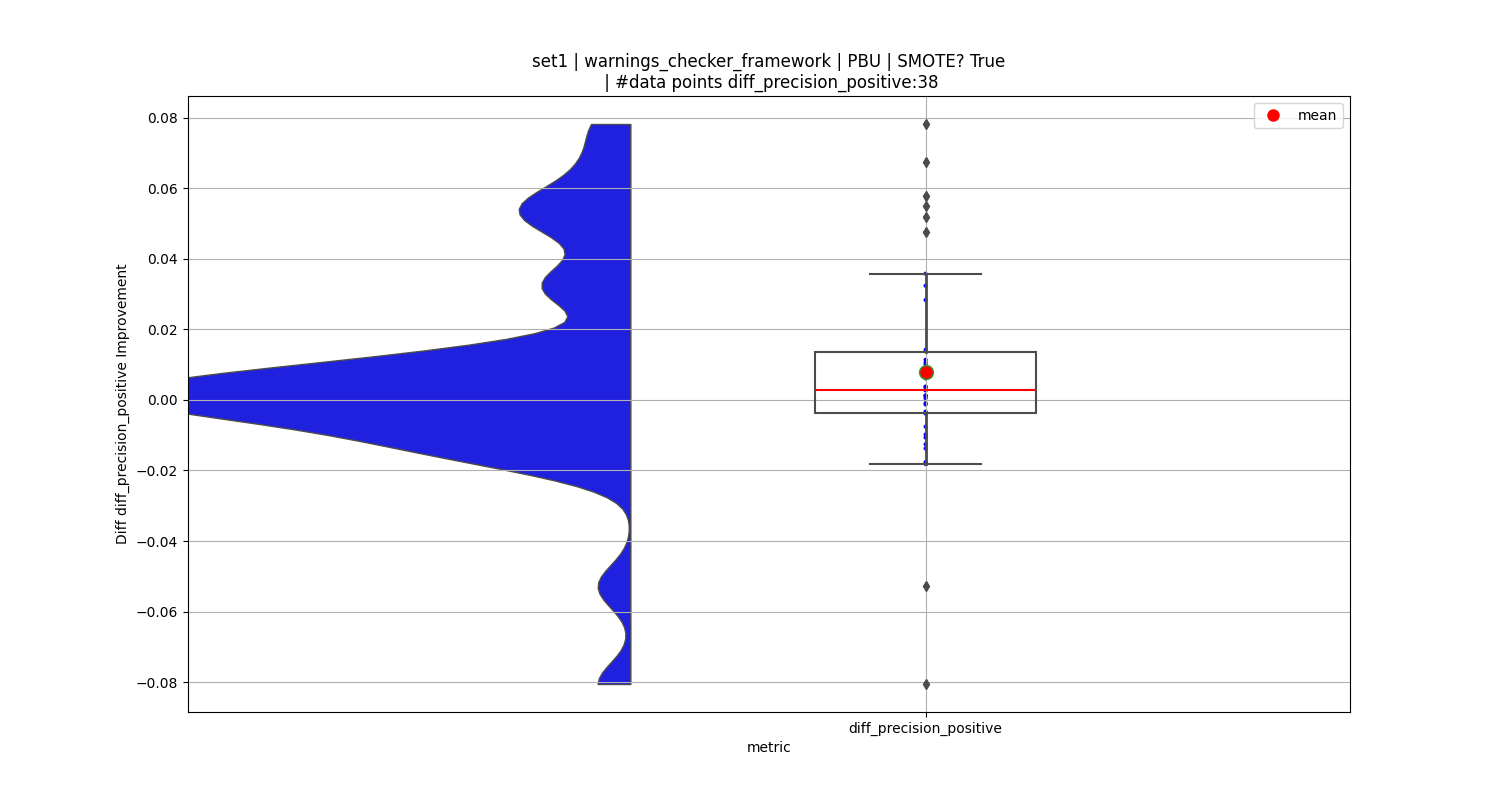 set1 | warnings_checker_framework | PBU | SMOTE? True
| #data points diff_precision_positive:38
mean
0.08
0.06
0.04
0.02
0.00
−0.02
−0.04
−0.06
−0.08
Diff diff_precision_positive Improvement
diff_precision_positive
metric